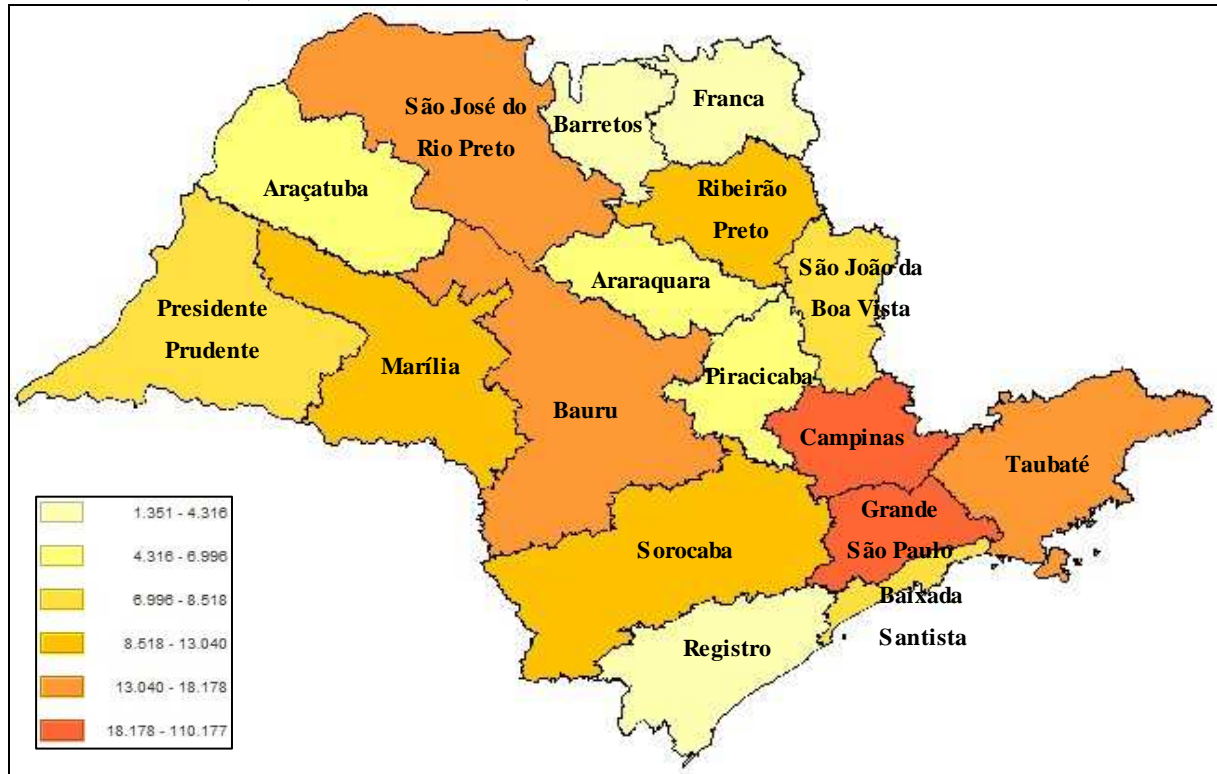 São José do
Rio Preto
Barretos
Franca
Araçatuba
Ribeirão
Preto
Araraquara
São João da
Boa Vista
Presidente
Prudente
Marília
Piracicaba
Bauru
Campinas
Taubaté
Grande
São Paulo
Sorocaba
Baixada
Santista
Registro
1.351 - 4.316
4.316 - 6.996
6.996 - 8.518
8.518 - 13.040
13.040 - 18.178
18.178 - 110.177